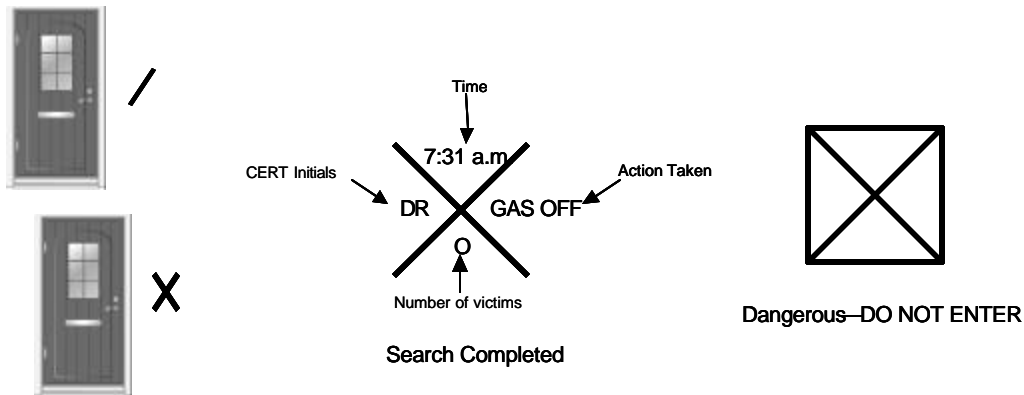 Time
7:31 a.m
CERT Initials
Action Taken
DR
GAS OFF
O
Number of victims
Search Completed
Dangerous—DO NOT ENTER